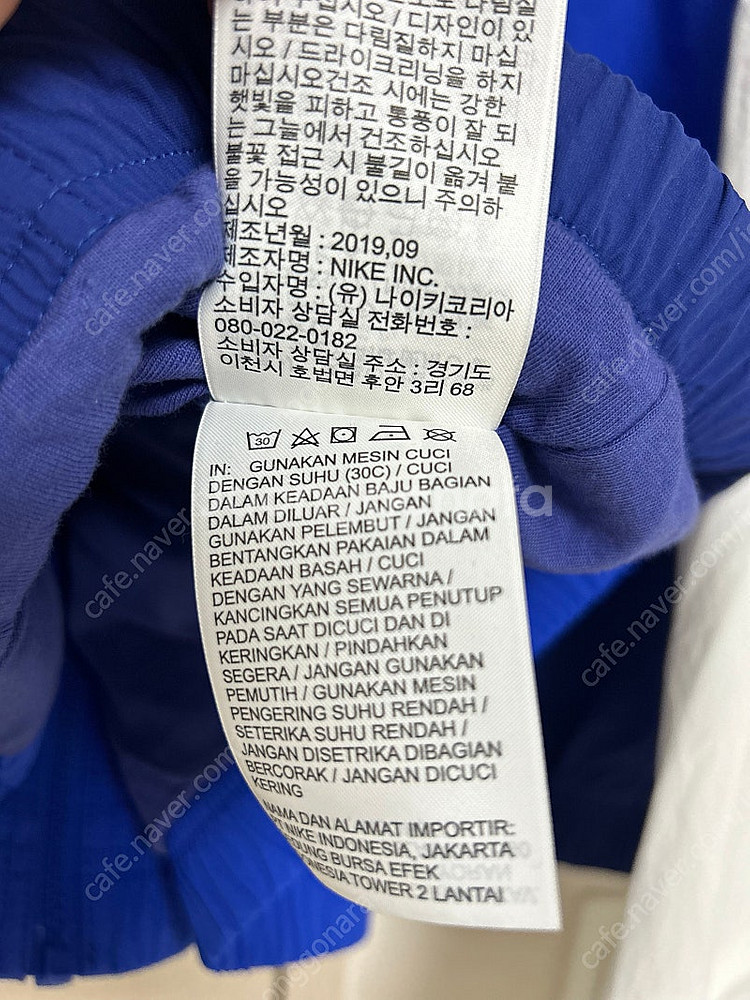 십시오 / 디자인이 있
는 부분은 다림질하지 마십
시오 / 드라이크리닝을 하지
마십시오건조 시에는 강한
햇빛을 피하고 통풍이 잘 되
는 그늘에서 건조하십시오
불꽃 접근 시 불길이 옮겨 붙
을 가능성이 있으니 주의하
십시오
제조년월 : 2019,09
제조자명 : NIKE INC.
수입자명 : (유) 나이키코리아
소비자 상담실 전화번호 :
080-022-0182
소비자 상담실 주소 : 경기도
이천시 호법면 후안 3리 68
30
IN: GUNAKAN MESIN CUCI
DENGAN SUHU (30C) / CUCI
DALAM KEADAAN BAJU BAGIAN
DALAM DILUAR / JANGAN
GUNAKAN PELEMBUT / JANGAN
BENTANGKAN PAKAIAN DALAM
KEADAAN BASAH / CUCI
DENGAN YANG SEWARNA /
KANCINGKAN SEMUA PENUTUP
PADA SAAT DICUCI DAN DI
KERINGKAN / PINDAHKAN
SEGERA / JANGAN GUNAKAN
PEMUTIH / GUNAKAN MESIN
PENGERING SUHU RENDAH /
SETERIKA SUHU RENDAH /
JANGAN DISETRIKA DIBAGIAN
BERCORAK / JANGAN DICUCI
KERING
NAMA DAN ALAMAT IMPORTIR:
NIKE INDONESIA, JAKARTA
BURSA EFEK
TOWER 2 LANTAI
cafe.naver.com